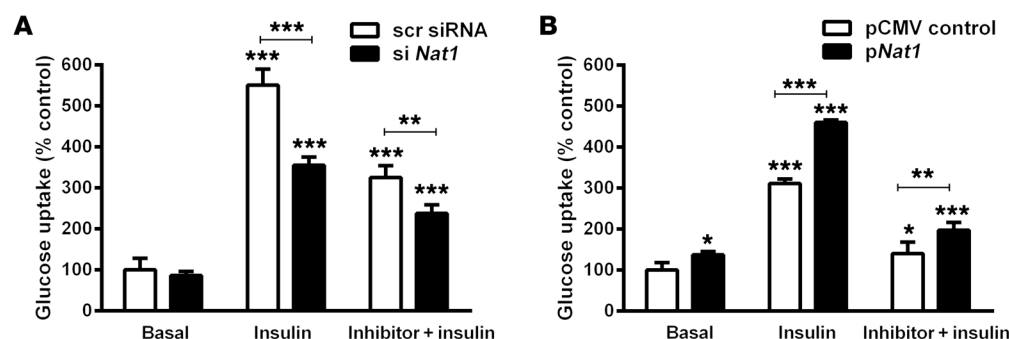 A
scr siRNA
si Nat1
Glucose uptake (% control)
600
500
400
300
200
100
0
***
***
***
***
**
***
Basal
Insulin
Inhibitor + insulin
B
pCMV control
pNat1
Glucose uptake (% control)
600
500
400
300
200
100
0
*
***
***
***
*
**
***
Basal
Insulin
Inhibitor + insulin